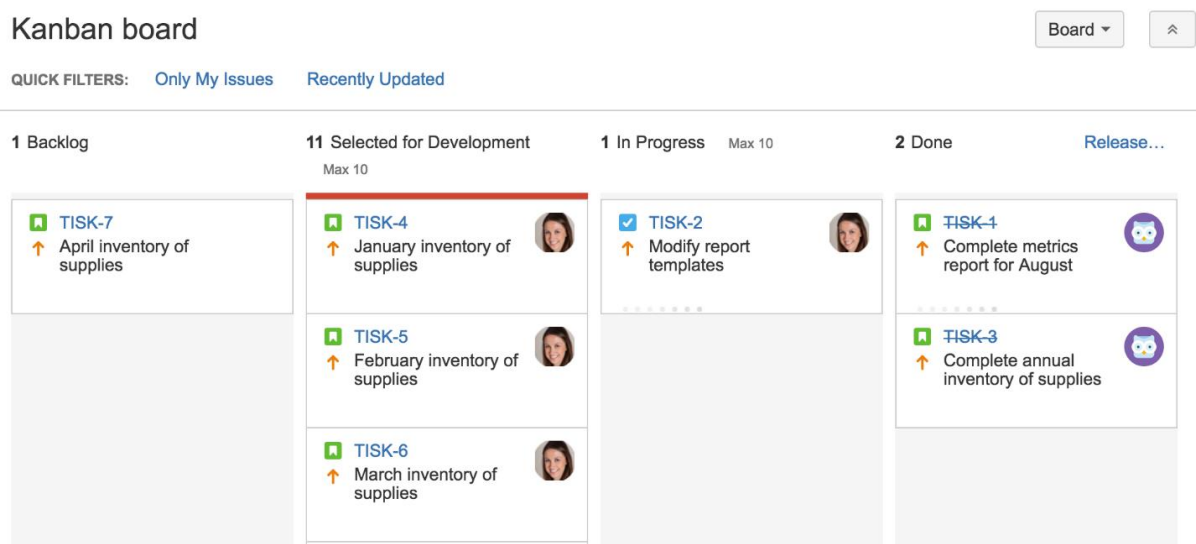 Kanban board
Board
QUICK FILTERS: Only My Issues Recently Updated
1 Backlog
11 Selected for Development
Max 10
1 In Progress Max 10
2 Done Release…
TISK-7
April inventory of
supplies
TISK-4
January inventory of
supplies
TISK-5
February inventory of
supplies
TISK-6
March inventory of
supplies
TISK-2
Modify report
templates
TISK-1
Complete metrics
report for August
TISK-3
Complete annual
inventory of supplies